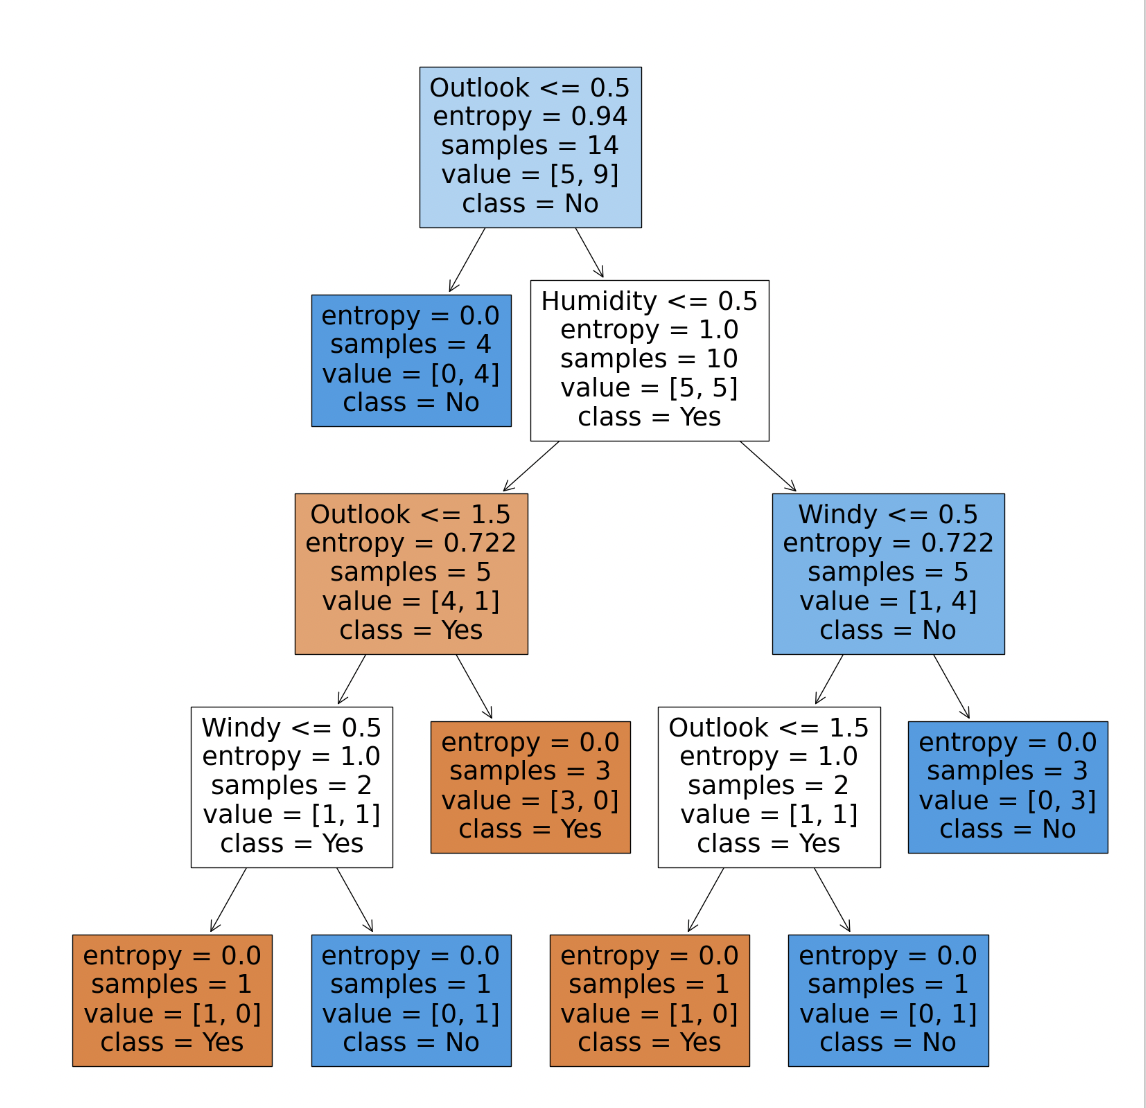 Outlook <= 0.5
entropy = 0.94
samples = 14
value = [5, 9]
class = No
entropy = 0.0
samples = 4
value = [0, 4]
class = No
Humidity <= 0.5
entropy = 1.0
samples = 10
value = [5, 5]
class = Yes
Outlook <= 1.5
entropy = 0.722
samples = 5
value = [4, 1]
class = Yes
Windy <= 0.5
entropy = 0.722
samples = 5
value = [1, 4]
class = No
Windy <= 0.5
entropy = 1.0
samples = 2
value = [1, 1]
class = Yes
entropy = 0.0
samples = 3
value = [3, 0]
class = Yes
Outlook <= 1.5
entropy = 1.0
samples = 2
value = [1, 1]
class = Yes
entropy = 0.0
samples = 3
value = [0, 3]
class = No
entropy = 0.0
samples = 1
value = [1, 0]
class = Yes
entropy = 0.0
samples = 1
value = [0, 1]
class = No
entropy = 0.0
samples = 1
value = [1, 0]
class = Yes
entropy = 0.0
samples = 1
value = [0, 1]
class = No